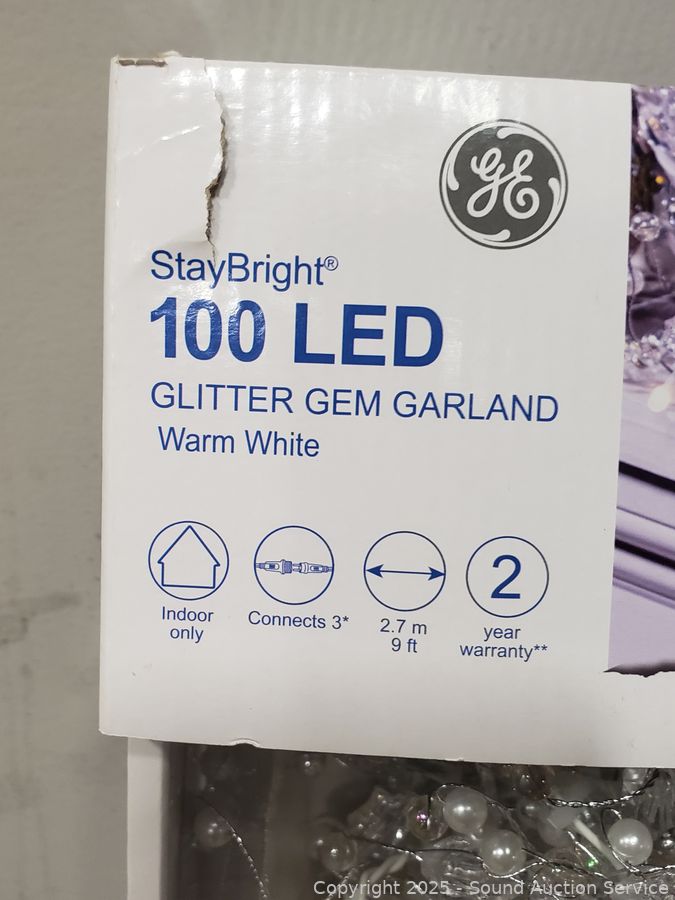 GE
StayBright®
100 LED
GLITTER GEM GARLAND
Warm White
Indoor
only
Connects 3*
2.7 m
9 ft
2
year
warranty**
Copyright 2025 - Sound Auction Service